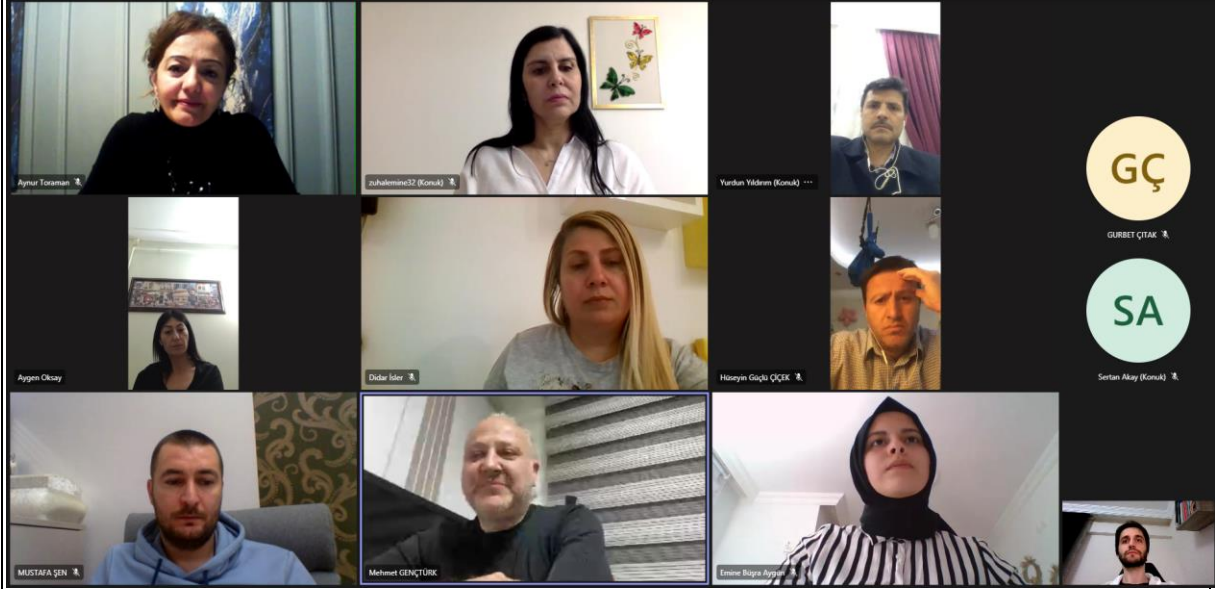 Aynur Toraman
zuhalemine32 (Konuk)
Yurdun Yıldırım (Konuk) ...
GÇ
GURBET ÇITAK
Aygen Oksay
Didar İsler
Hüseyin Güçlü ÇİÇEK
SA
Sertan Akay (Konuk)
MUSTAFA ŞEN
Mehmet GENÇTÜRK
Emine Büşra Aygün